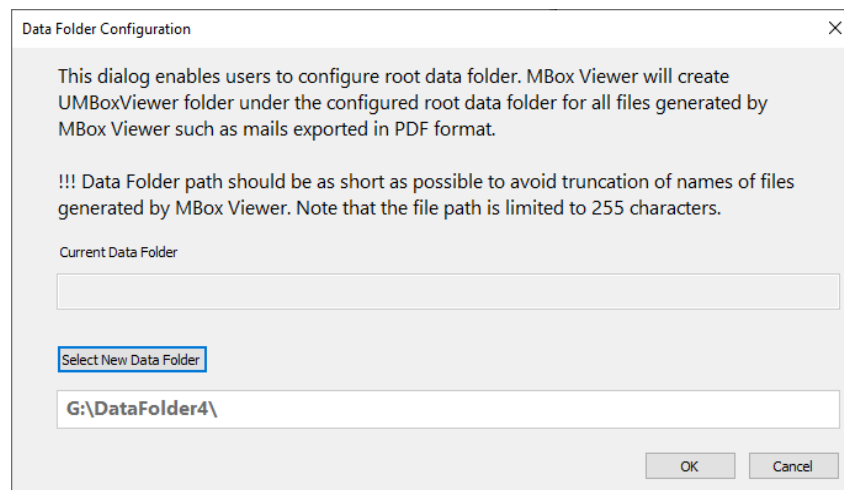 Data Folder Configuration
This dialog enables users to configure root data folder. MBox Viewer will create
UMBoxViewer folder under the configured root data folder for all files generated by
MBox Viewer such as mails exported in PDF format.
!!! Data Folder path should be as short as possible to avoid truncation of names of files
generated by MBox Viewer. Note that the file path is limited to 255 characters.
Current Data Folder
Select New Data Folder
G:\DataFolder4\
OK Cancel